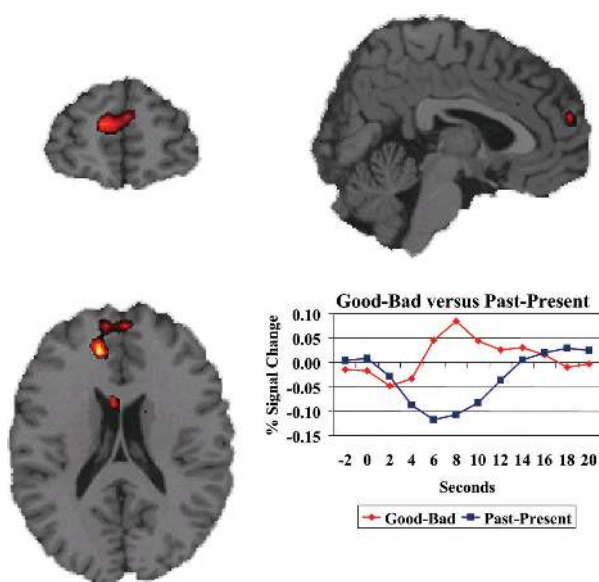 Good-Bad versus Past-Present
% Signal Change
0.10
0.05
0.00
-0.05
-0.10
-0.15
-2 0 2 4 6 8 10 12 14 16 18 20
Seconds
Good-Bad Past-Present